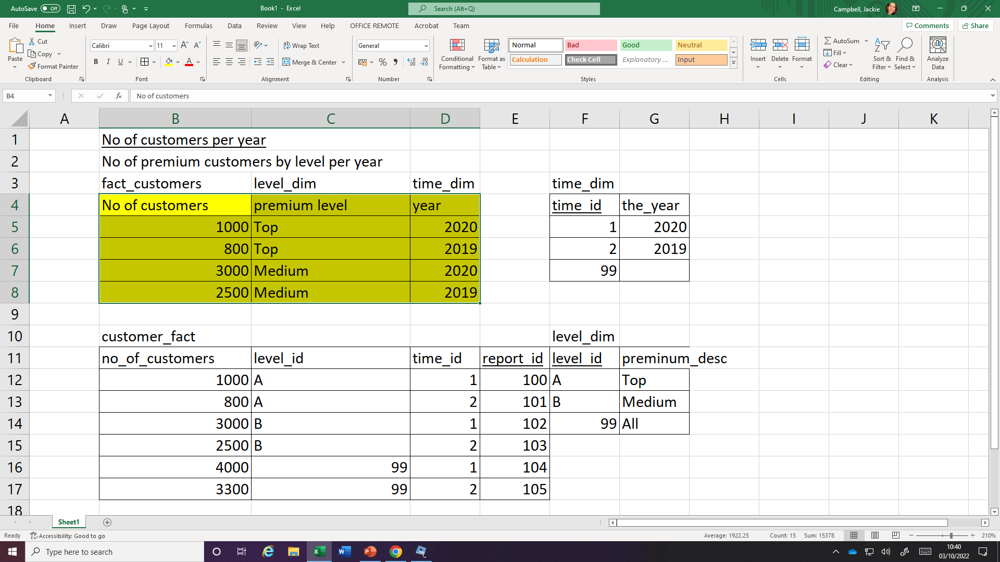 AutoSave Off Book1 - Excel Search (Alt+Q) Campbell, Jackie
File Home Insert Draw Page Layout Formulas Data Review View Help OFFICE REMOTE Acrobat Team Comments Share
Paste Cut Copy Format Painter Clipboard
Calibri 11 B I U Font
Wrap Text Merge & Center Alignment
General % Number
Conditional Formatting Format as Table Normal Bad Good Neutral Calculation Check Cell Explanatory ... Input Styles
Insert Delete Format Cells
AutoSum Fill Clear Sort & Filter Find & Select Editing
Analyze Data Analysis
B4 fx No of customers
A B C D E F G H I J K
1 No of customers per year
2 No of premium customers by level per year
3 fact_customers level_dim time_dim time_dim
4 No of customers premium level year time_id the_year
5 1000 Top 2020 1 2020
6 800 Top 2019 2 2019
7 3000 Medium 2020 99
8 2500 Medium 2019
9
10 customer_fact level_dim
11 no_of_customers level_id time_id report_id level_id preminum_desc
12 1000 A 1 100 A Top
13 800 A 2 101 B Medium
14 3000 B 1 102 99 All
15 2500 B 2 103
16 4000 99 1 104
17 3300 99 2 105
18
Sheet1
Ready Accessibility: Good to go Average: 1922.25 Count: 15 Sum: 15378 210%
Type here to search 10:40
03/10/2022